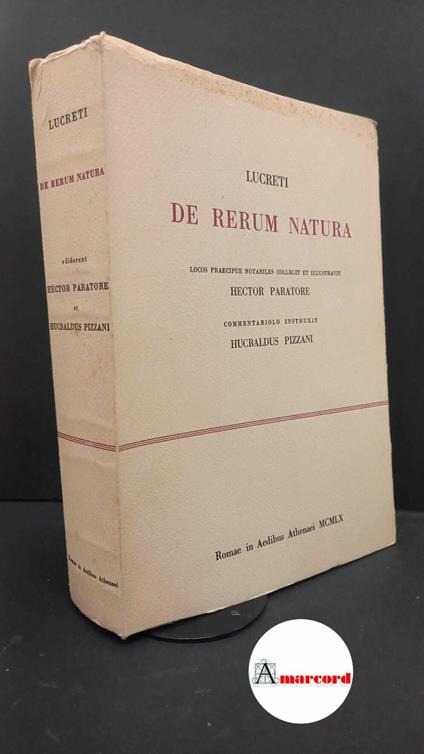 LUCRETI
DE RERUM NATURA
ediderunt
HECTOR PARATORE
et
HUCBALDUS PIZZANI
Romae in Aedibus Athenaei
LUCRETI
DE RERUM NATURA
LOCOS PRAECIPUE NOTABILES COLLEGIT ET ILLUSTRAVIT
HECTOR PARATORE
COMMENTARIOLO INSTRUXIT
HUCBALDUS PIZZANI
Romae in Aedibus Athenaei MCMLX
Amarcord